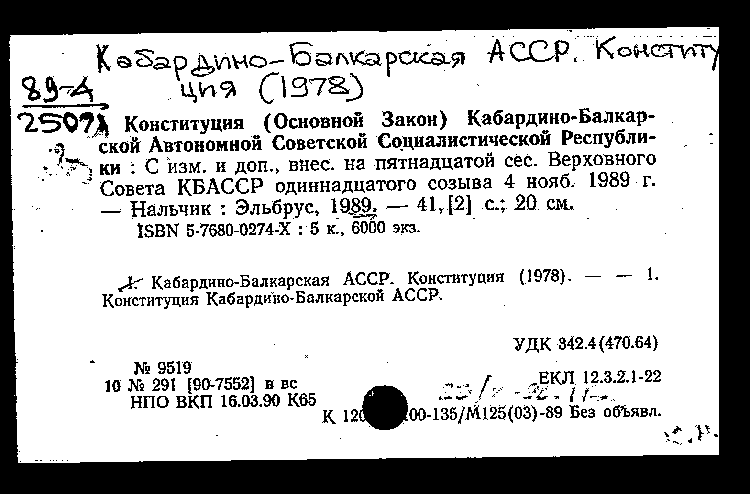 Кабардино-Балкарская АССР. Конститу
ция (1978)
89-4
25071
Конституция (Основной Закон) Кабардино-Балкар-
ской Автономной Советской Социалистической Республи-
ки : С изм. и доп., внес. на пятнадцатой сес. Верховного
Совета КБАССР одиннадцатого созыва 4 нояб. 1989 г.
— Нальчик : Эльбрус, 1989. — 41, [2] с.; 20 см.
ISBN 5-7680-0274-X : 5 к., 6000 экз.
Кабардино-Балкарская АССР. Конституция (1978). — — 1.
Конституция Кабардино-Балкарской АССР.
УДК 342.4(470.64)
№ 9519
10 № 291 [90-7552] в вс
ЕКЛ 12.3.2.1-22
НПО ВКП 16.03.90 К65
К 120 00-135/М125(03)-89 Без объявл.